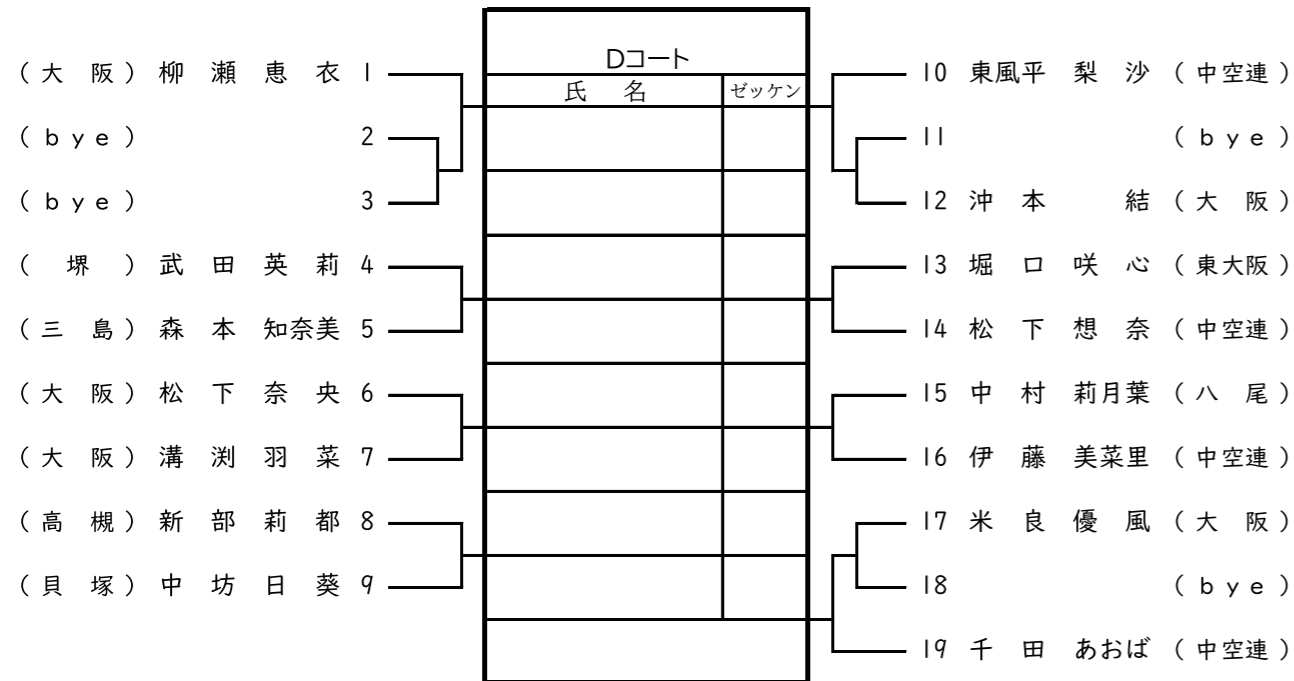 Dコート
氏 名 ゼッケン
(大 阪) 柳 瀬 恵 衣 1
(bye) 2
(bye) 3
( 堺 ) 武 田 英 莉 4
(三 島) 森 本 知奈美 5
(大 阪) 松 下 奈 央 6
(大 阪) 溝 渕 羽 菜 7
(高 槻) 新 部 莉 都 8
(貝 塚) 中 坊 日 葵 9
10 東風平 梨 沙 (中空連)
11 (bye)
12 沖 本 結 (大 阪)
13 堀 口 咲 心 (東大阪)
14 松 下 想 奈 (中空連)
15 中 村 莉月葉 (八 尾)
16 伊 藤 美菜里 (中空連)
17 米 良 優 風 (大 阪)
18 (bye)
19 千 田 あおば (中空連)